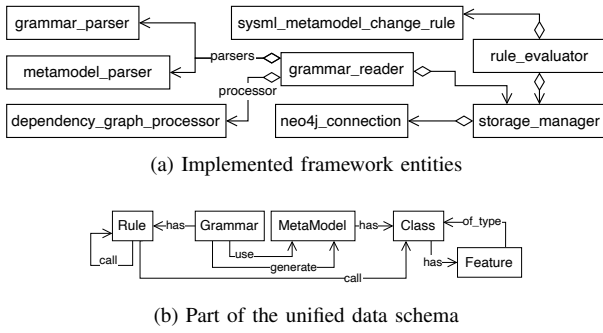 grammar_parser
sysml_metamodel_change_rule
parsers
metamodel_parser
grammar_reader
rule_evaluator
processor
dependency_graph_processor
neo4j_connection
storage_manager
(a) Implemented framework entities
Rule
has
Grammar
MetaModel
has
Class
of_type
call
use
generate
call
has
Feature
(b) Part of the unified data schema